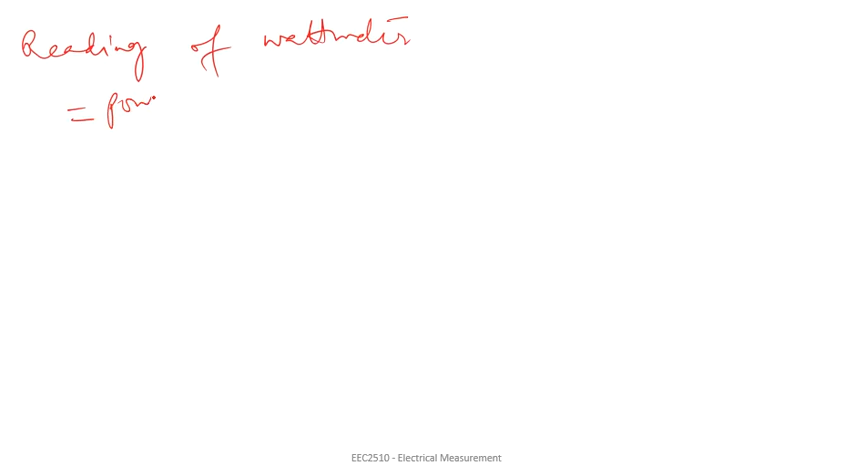 Reading of wattmeter
= pow
EEC2510 - Electrical Measurement